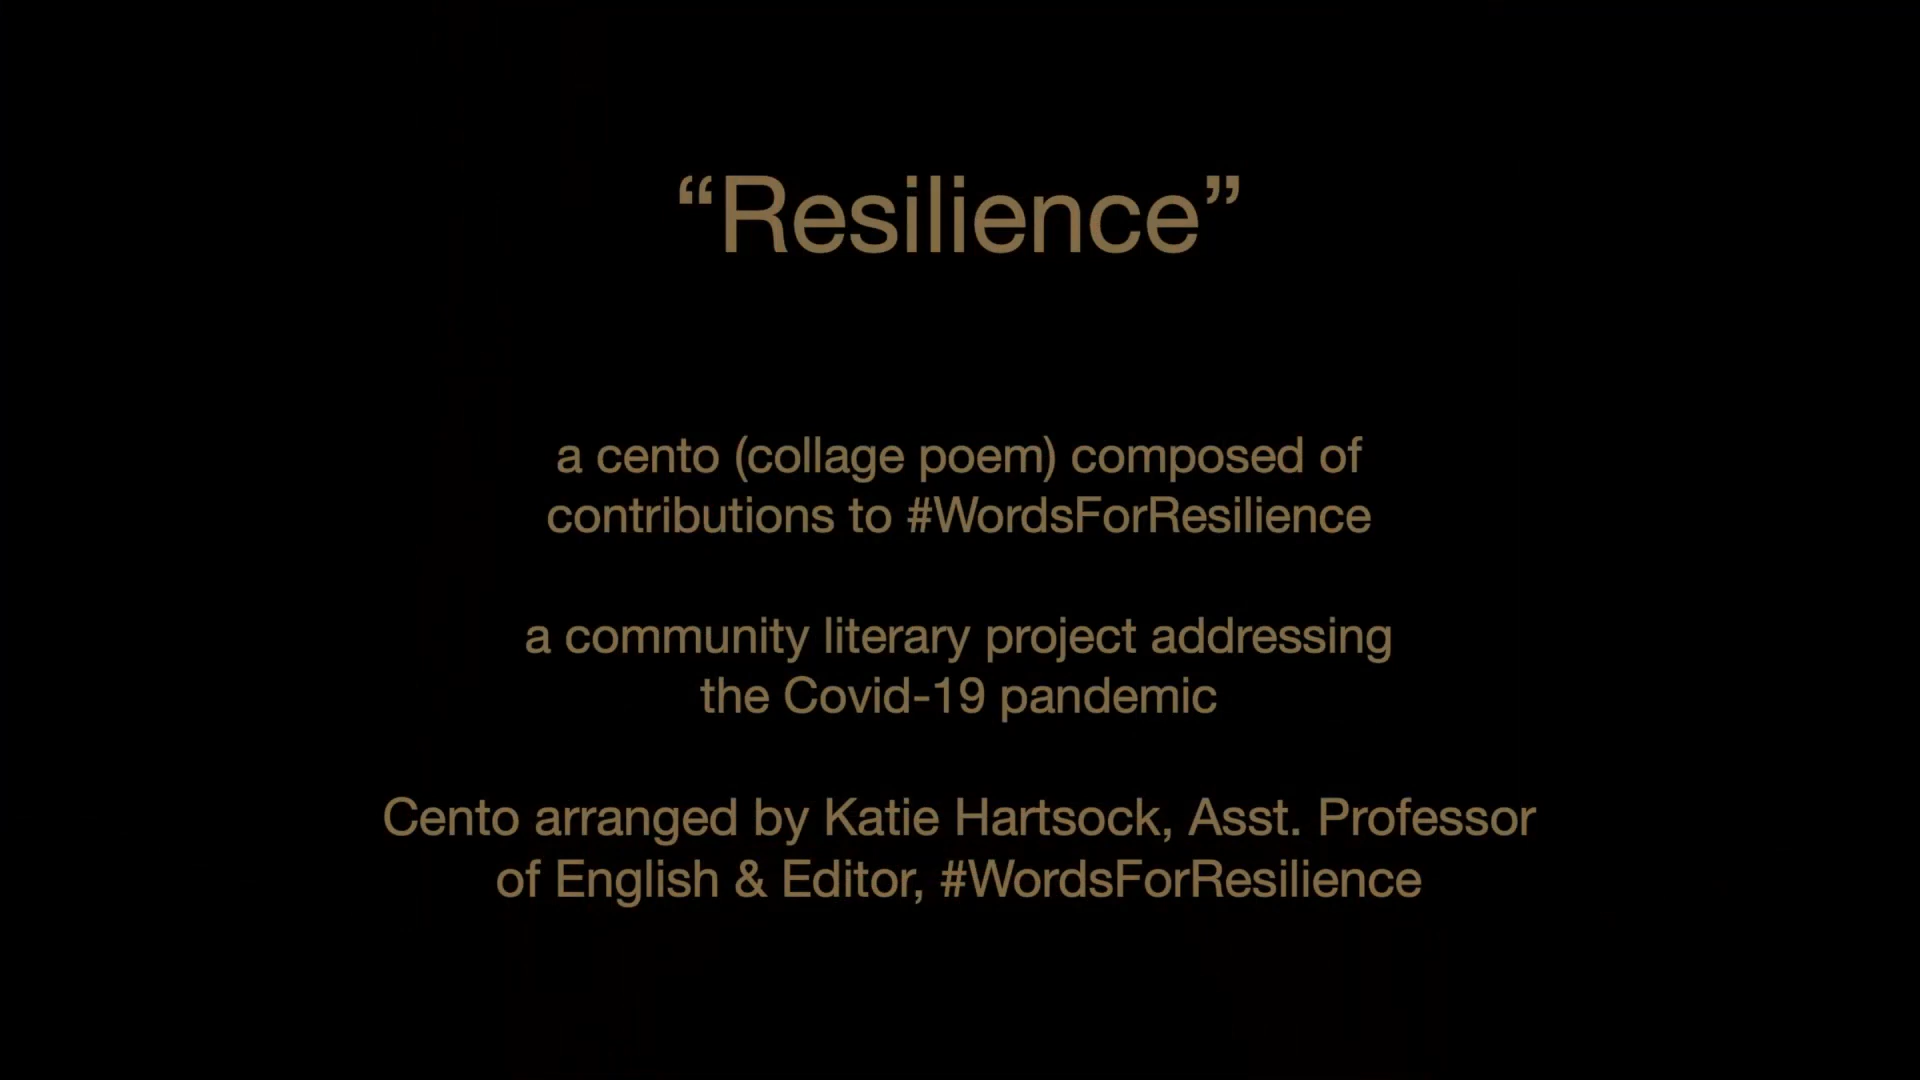 “Resilience”
a cento (collage poem) composed of
contributions to #WordsForResilience
a community literary project addressing
the Covid-19 pandemic
Cento arranged by Katie Hartsock, Asst. Professor
of English & Editor, #WordsForResilience